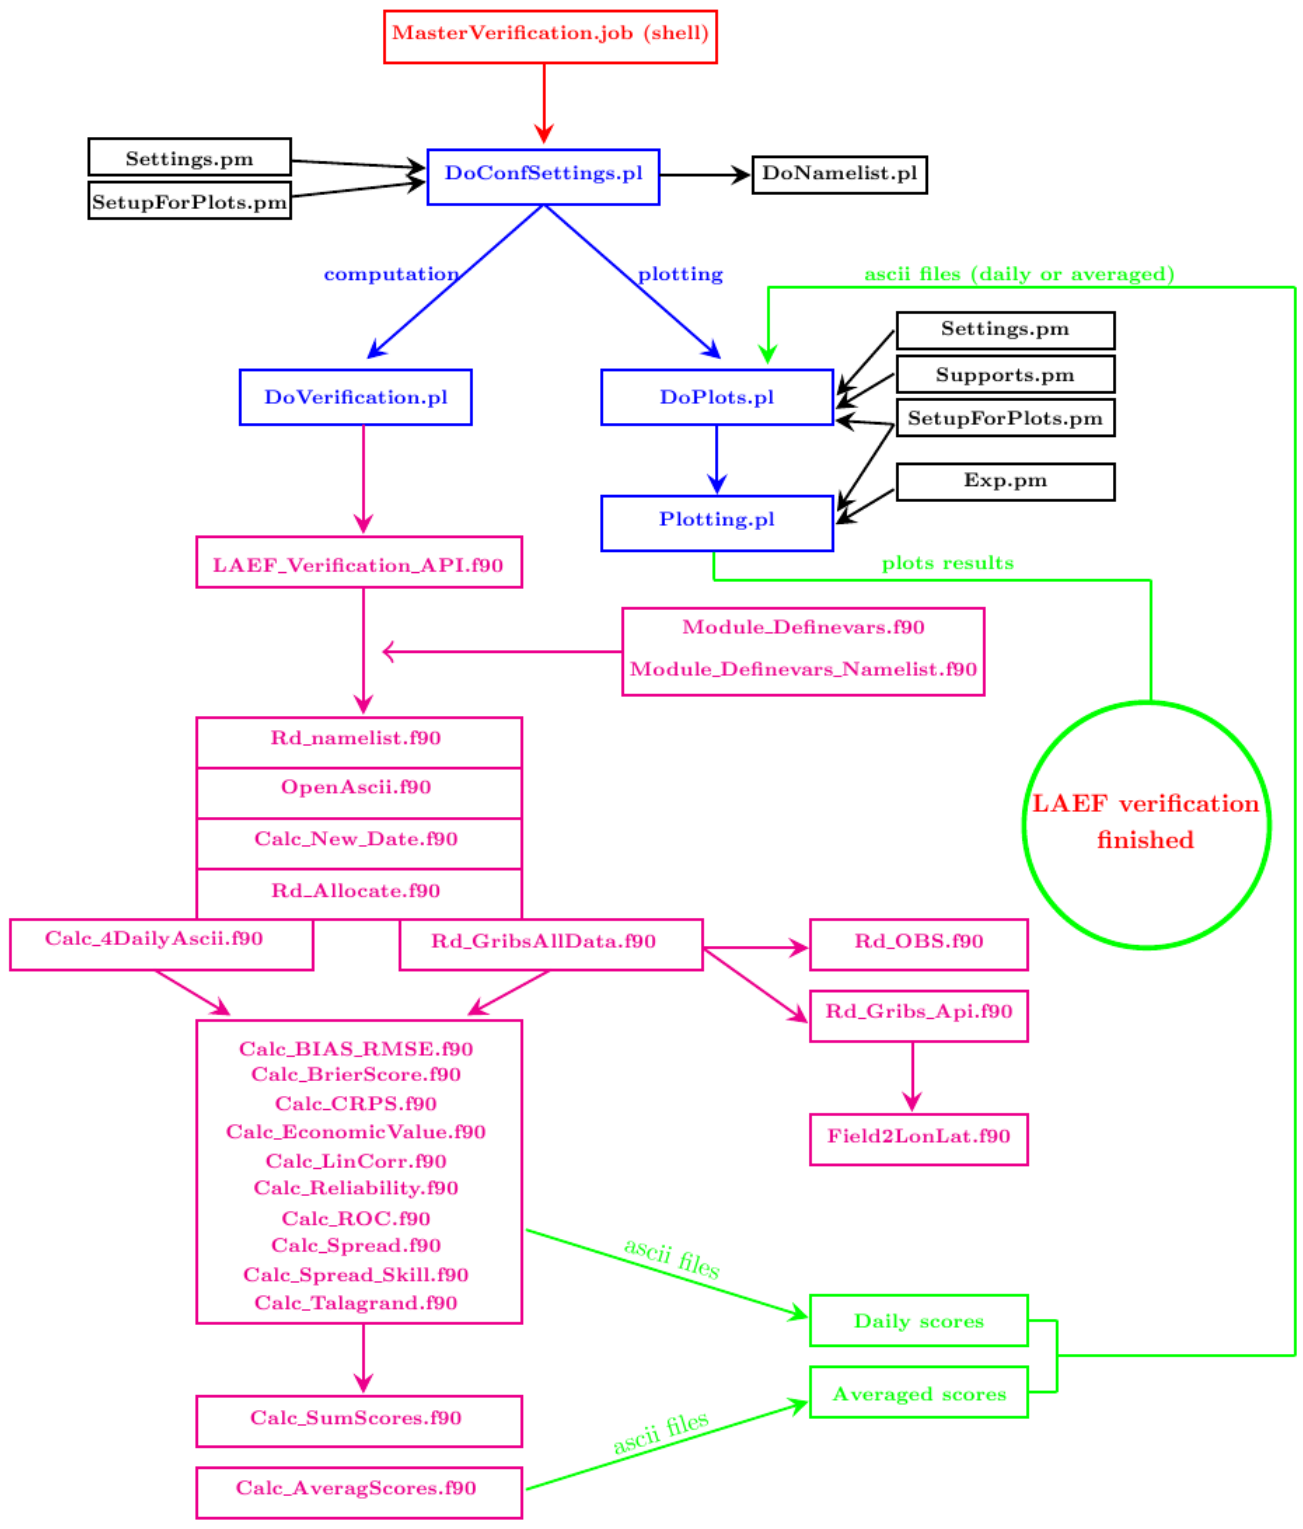 MasterVerification.job (shell)
Settings.pm
SetupForPlots.pm
DoConfSettings.pl
DoNamelist.pl
computation
plotting
ascii files (daily or averaged)
DoVerification.pl
DoPlots.pl
Settings.pm
Supports.pm
SetupForPlots.pm
Exp.pm
Plotting.pl
plots results
LAEF_Verification_API.f90
Module_Definevars.f90
Module_Definevars_Namelist.f90
Rd_namelist.f90
OpenAscii.f90
Calc_New_Date.f90
Rd_Allocate.f90
LAEF verification
finished
Calc_4DailyAscii.f90
Rd_GribsAllData.f90
Rd_OBS.f90
Rd_Gribs_Api.f90
Field2LonLat.f90
Calc_BIAS_RMSE.f90
Calc_BrierScore.f90
Calc_CRPS.f90
Calc_EconomicValue.f90
Calc_LinCorr.f90
Calc_Reliability.f90
Calc_ROC.f90
Calc_Spread.f90
Calc_Spread_Skill.f90
Calc_Talagrand.f90
ascii files
Daily scores
Averaged scores
ascii files
Calc_SumScores.f90
Calc_AveragScores.f90